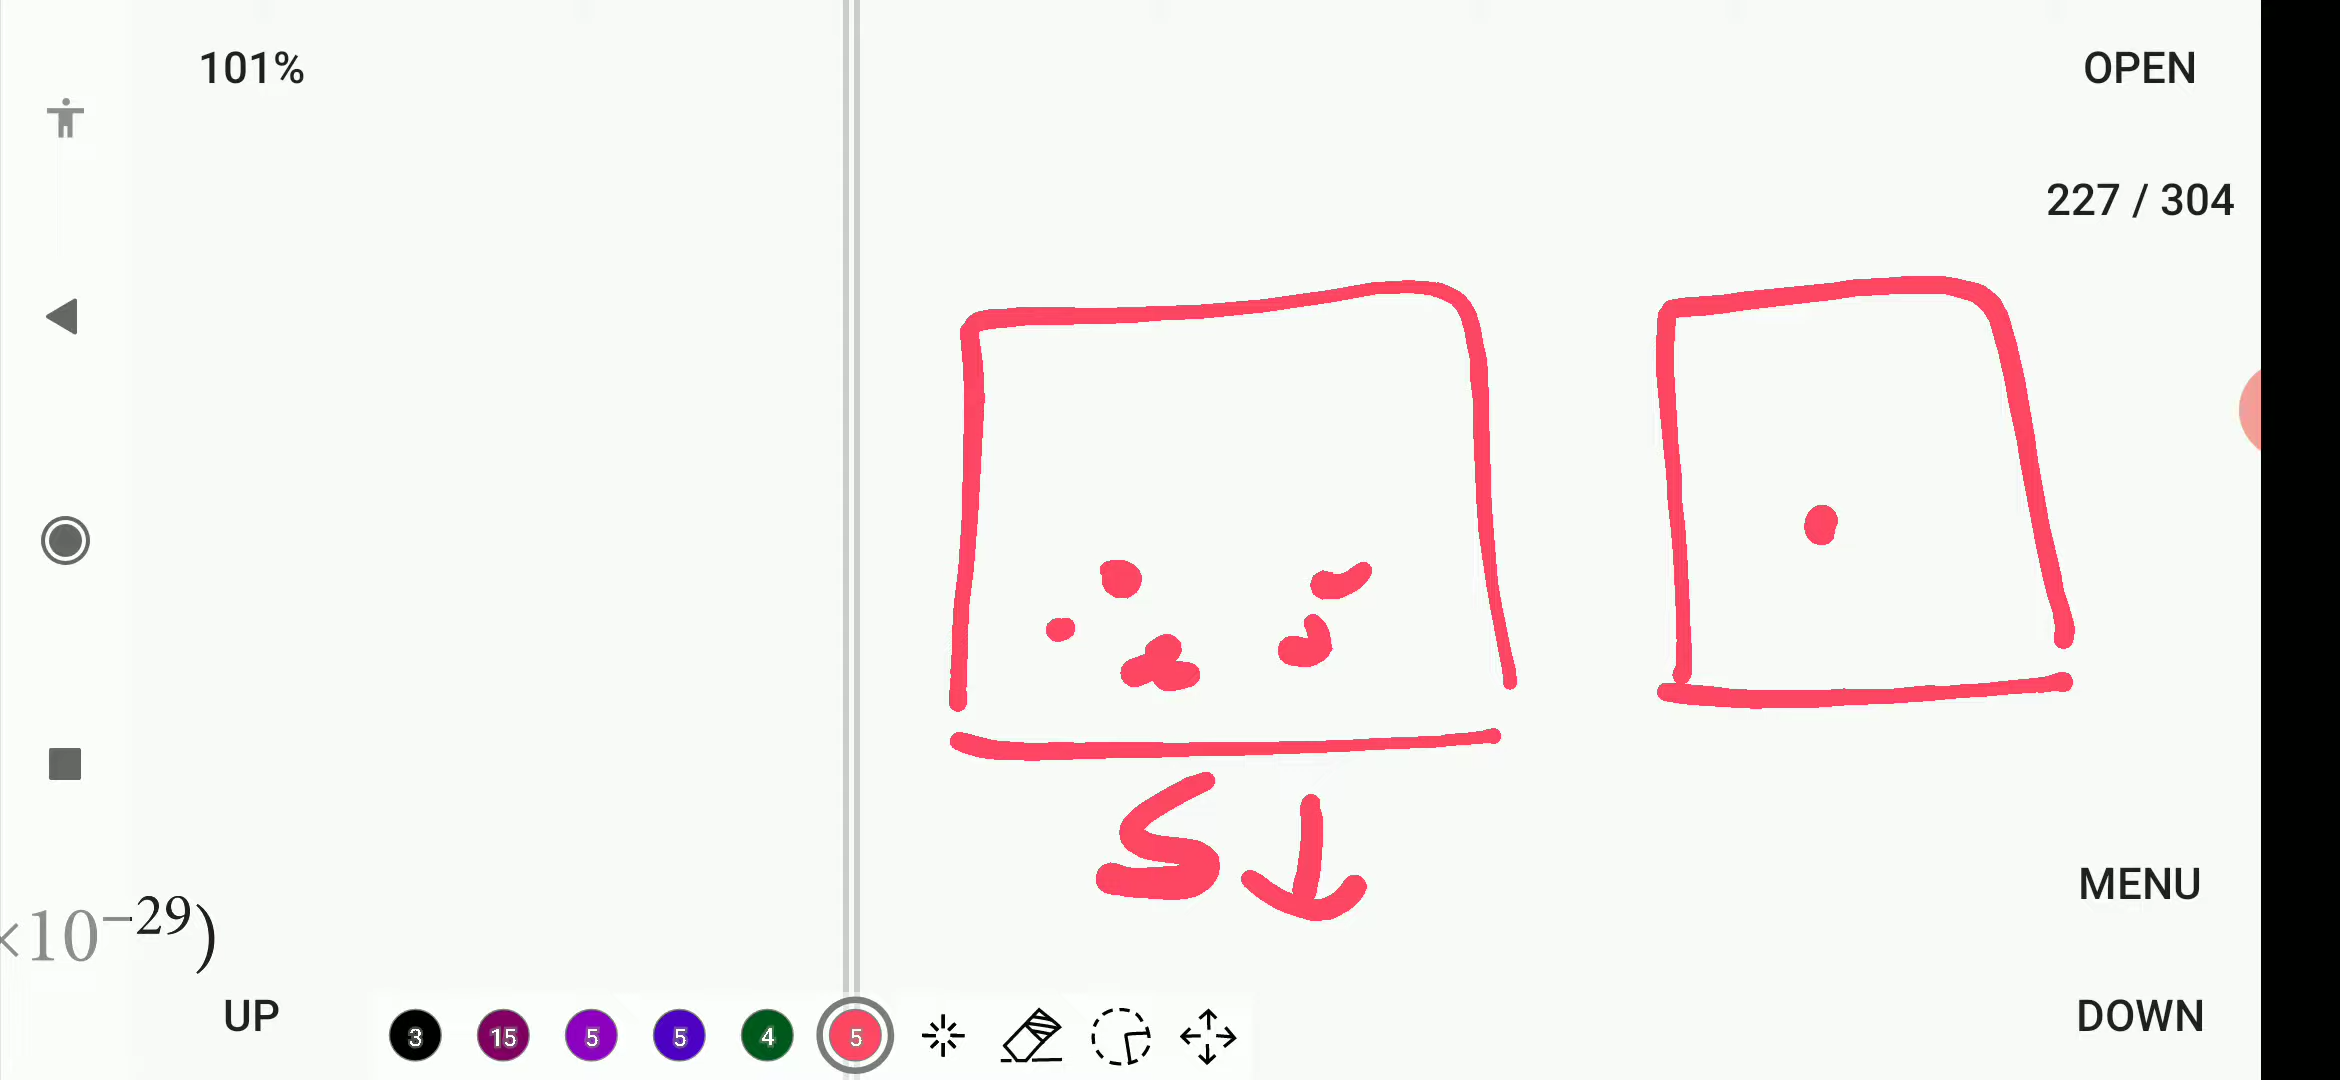 101%
OPEN
227 / 304
S ↓
MENU
×10⁻²⁹)
UP
3 15 5 5 4 5
DOWN